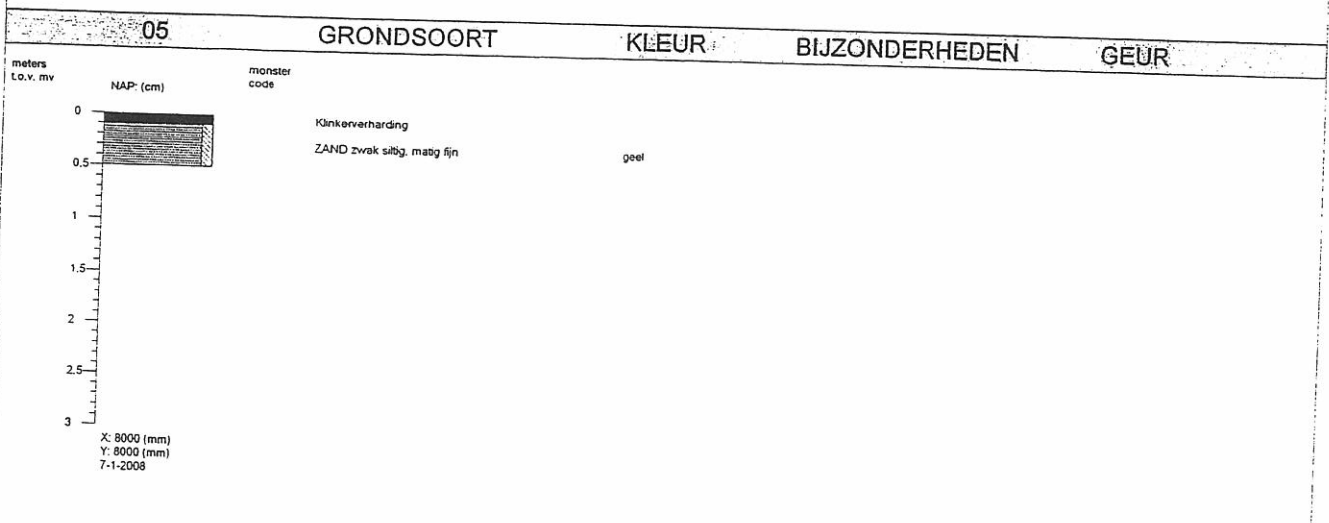 05 GRONDSOORT KLEUR BIJZONDERHEDEN GEUR
meters
t.o.v. mv
NAP: (cm)
monster
code
0
Klinkerverharding
ZAND zwak siltig, matig fijn geel
0.5
1
1.5
2
2.5
3
X: 8000 (mm)
Y: 8000 (mm)
7-1-2008